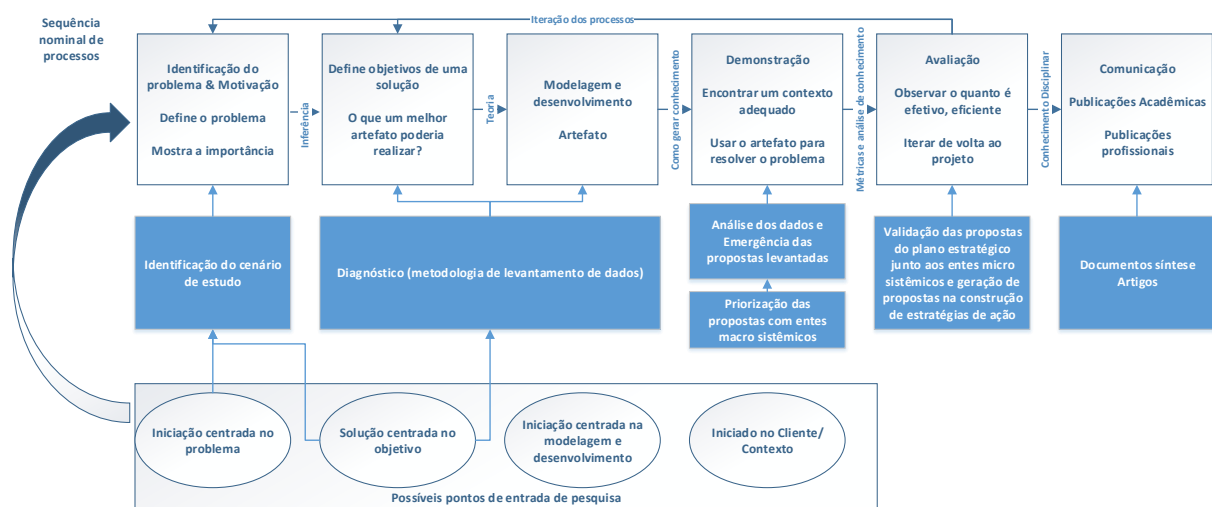 Sequência
nominal de
processos
Iteração dos processos
Identificação do
problema & Motivação
Define o problema
Mostra a importância
Inferência
Define objetivos de uma
solução
O que um melhor
artefato poderia
realizar?
Teoria
Modelagem e
desenvolvimento
Artefato
Como gerar conhecimento
Demonstração
Encontrar um contexto
adequado
Usar o artefato para
resolver o problema
Métricas e análise de conhecimento
Avaliação
Observar o quanto é
efetivo, eficiente
Iterar de volta ao
projeto
Conhecimento Disciplinar
Comunicação
Publicações Acadêmicas
Publicações
profissionais
Identificação do cenário
de estudo
Diagnóstico (metodologia de levantamento de dados)
Análise dos dados e
Emergência das
propostas levantadas
Priorização das
propostas com entes
macro sistêmicos
Validação das propostas
do plano estratégico
junto aos entes micro
sistêmicos e geração de
propostas na construção
de estratégias de ação
Documentos síntese
Artigos
Iniciação centrada no
problema
Solução centrada no
objetivo
Iniciação centrada na
modelagem e
desenvolvimento
Iniciado no Cliente/
Contexto
Possíveis pontos de entrada de pesquisa